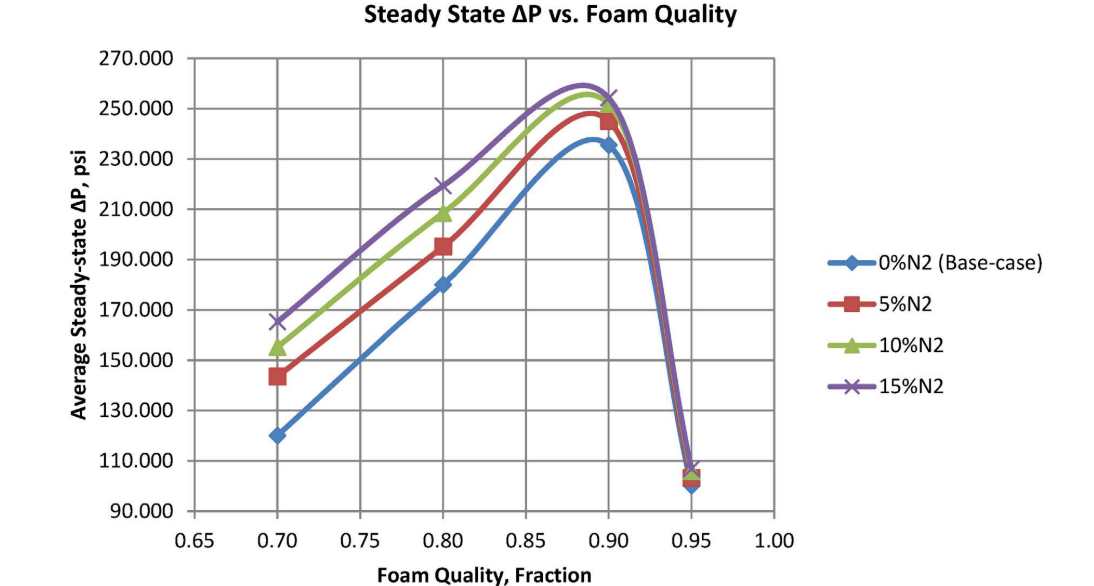 Steady State ΔP vs. Foam Quality
270.000
250.000
230.000
210.000
190.000
170.000
150.000
130.000
110.000
90.000
Average Steady-state ΔP, psi
0.65 0.70 0.75 0.80 0.85 0.90 0.95 1.00
Foam Quality, Fraction
0%N2 (Base-case)
5%N2
10%N2
15%N2